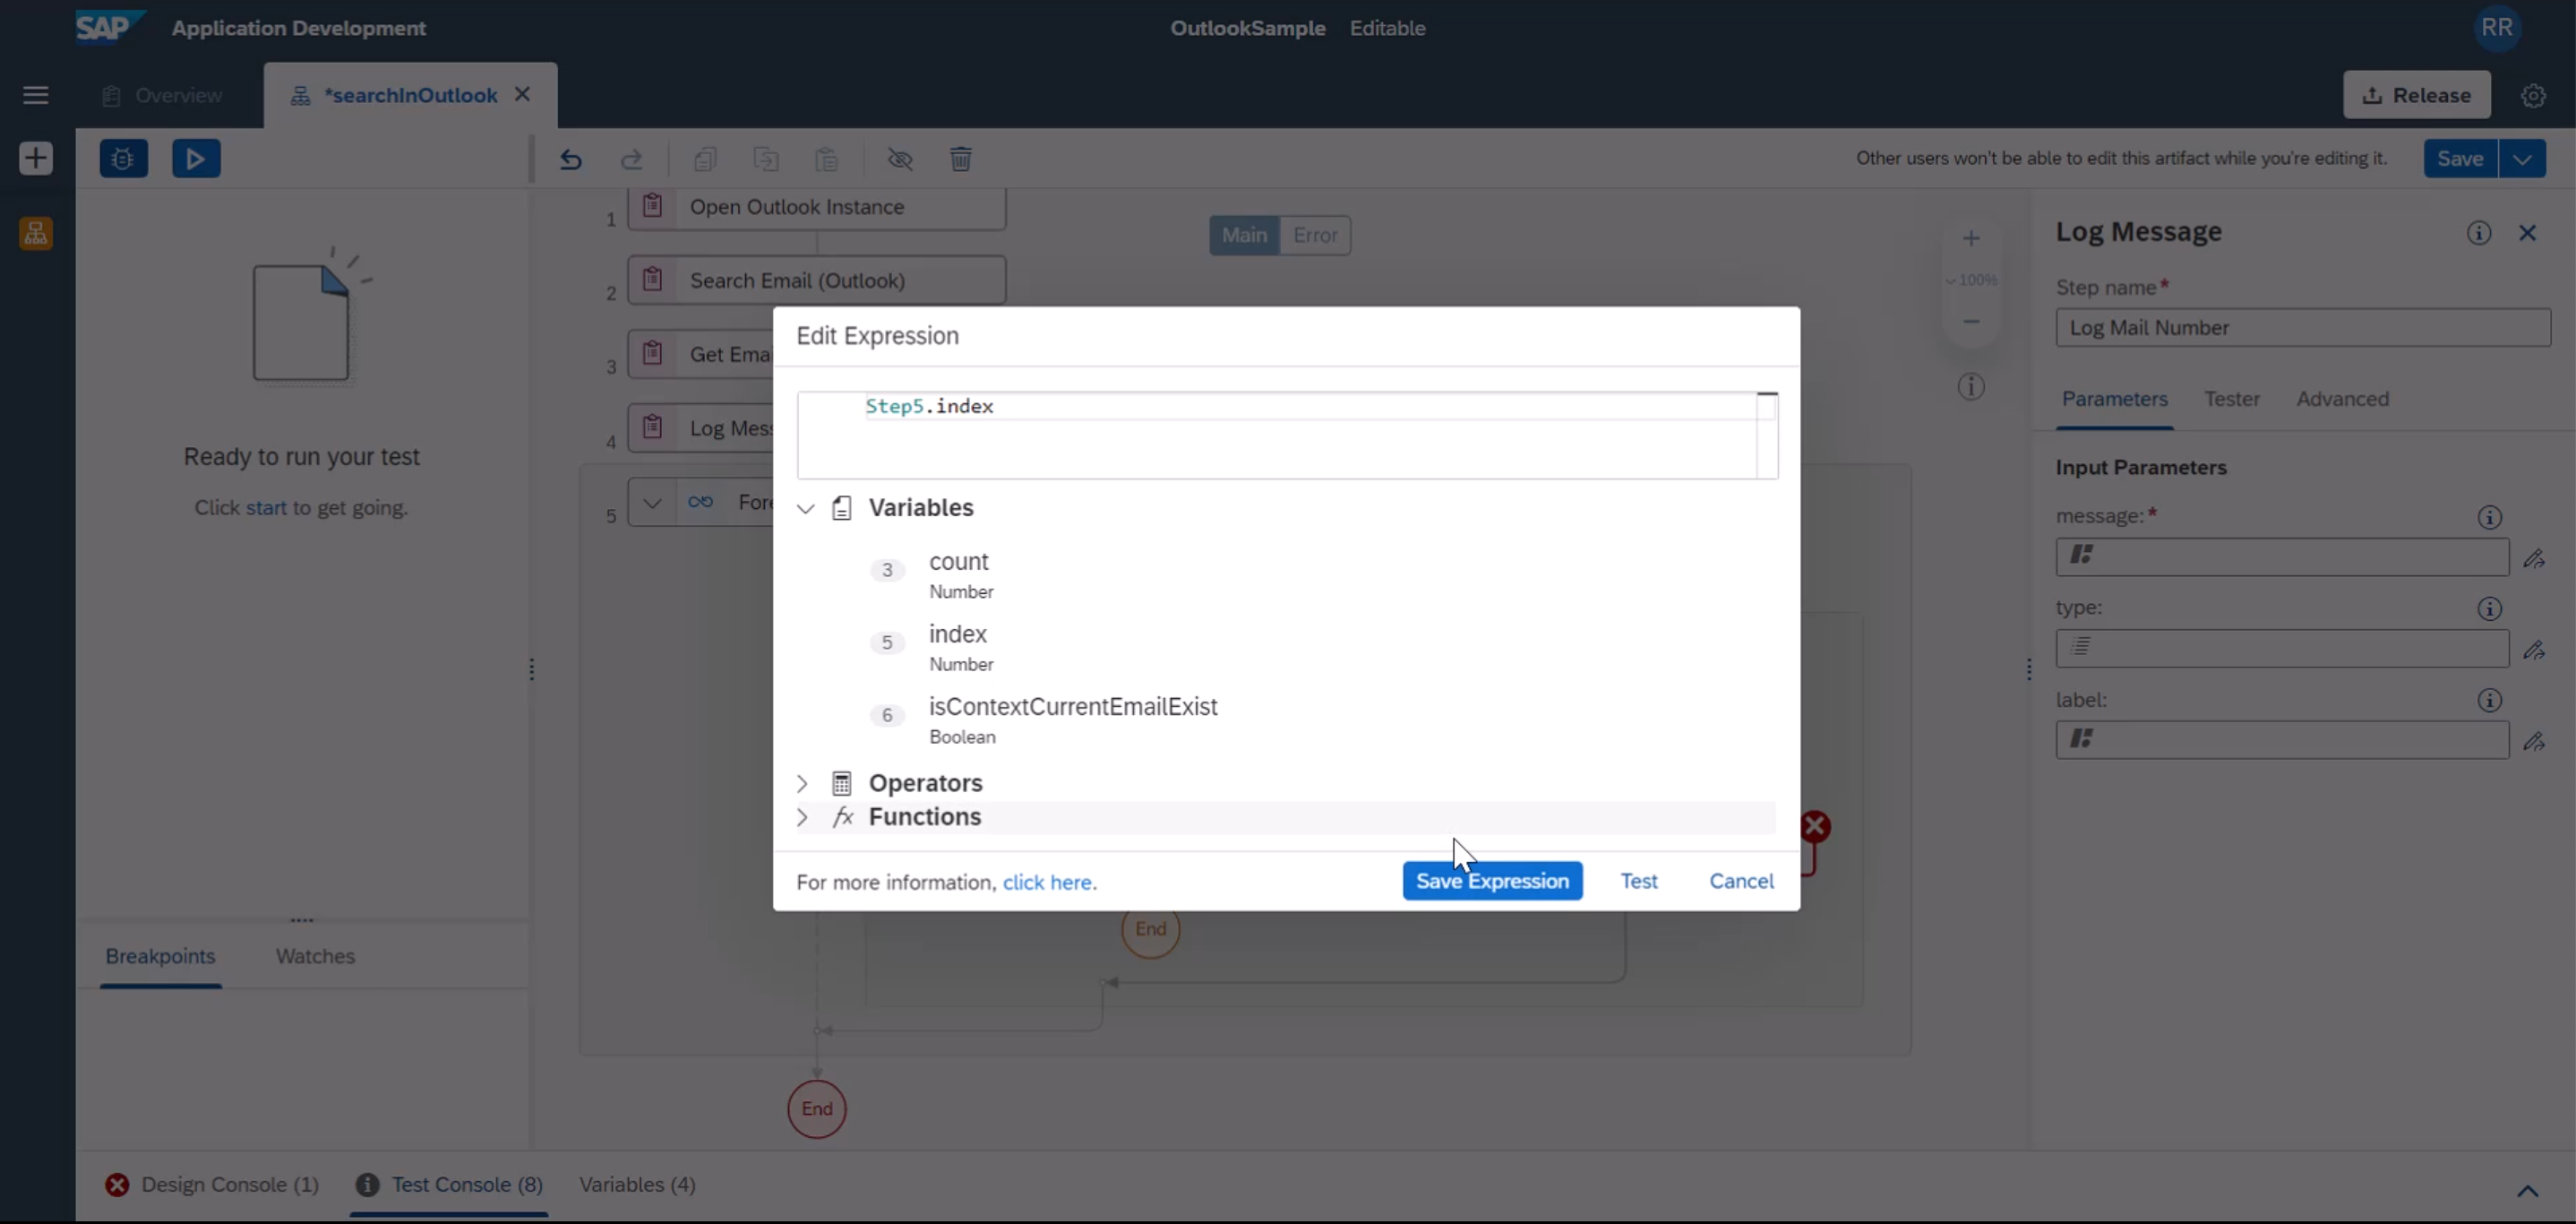 SAP Application Development OutlookSample Editable RR
Overview *searchInOutlook Release
Other users won't be able to edit this artifact while you're editing it. Save
1 Open Outlook Instance
Main Error
2 Search Email (Outlook)
3 Get Emai
4 Log Mess
5 Fore
Ready to run your test
Click start to get going.
Breakpoints Watches
Edit Expression
Step5.index
Variables
3 count
Number
5 index
Number
6 isContextCurrentEmailExist
Boolean
Operators
fx Functions
For more information, click here. Save Expression Test Cancel
End
End
100%
Log Message
Step name*
Log Mail Number
Parameters Tester Advanced
Input Parameters
message:*
type:
label:
Design Console (1) Test Console (8) Variables (4)